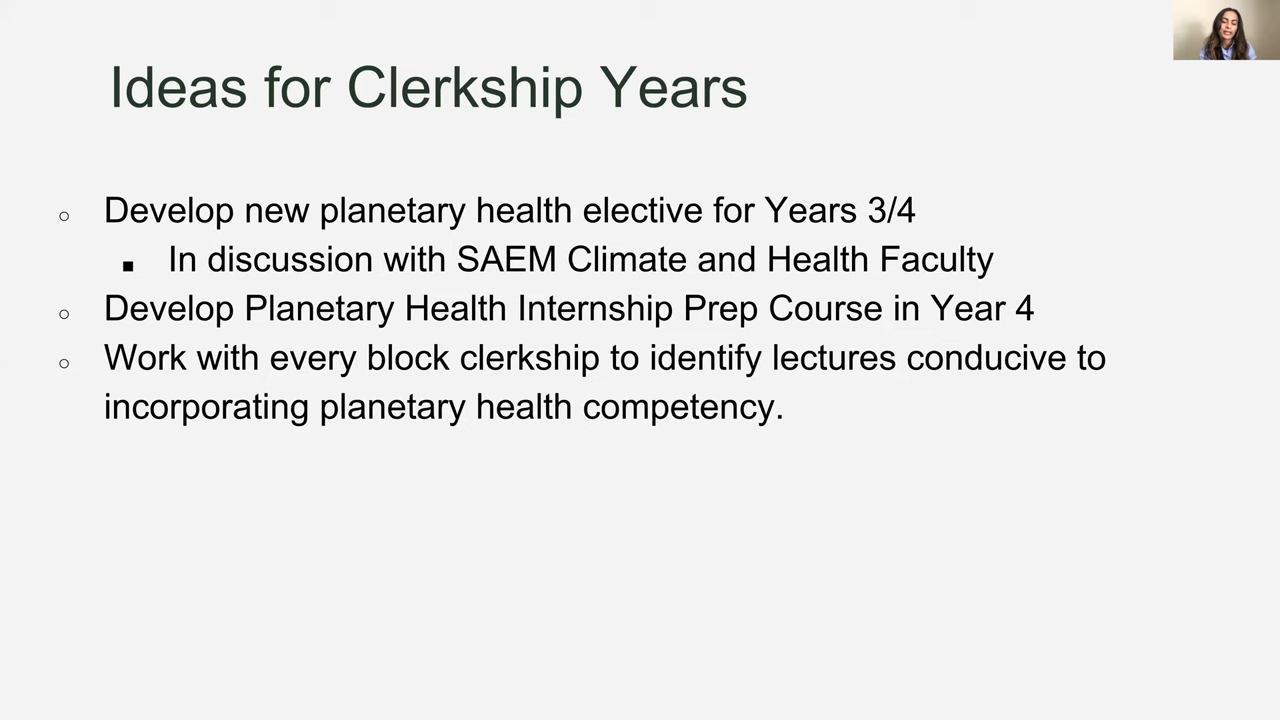 Ideas for Clerkship Years
○ Develop new planetary health elective for Years 3/4
■ In discussion with SAEM Climate and Health Faculty
○ Develop Planetary Health Internship Prep Course in Year 4
○ Work with every block clerkship to identify lectures conducive to
incorporating planetary health competency.